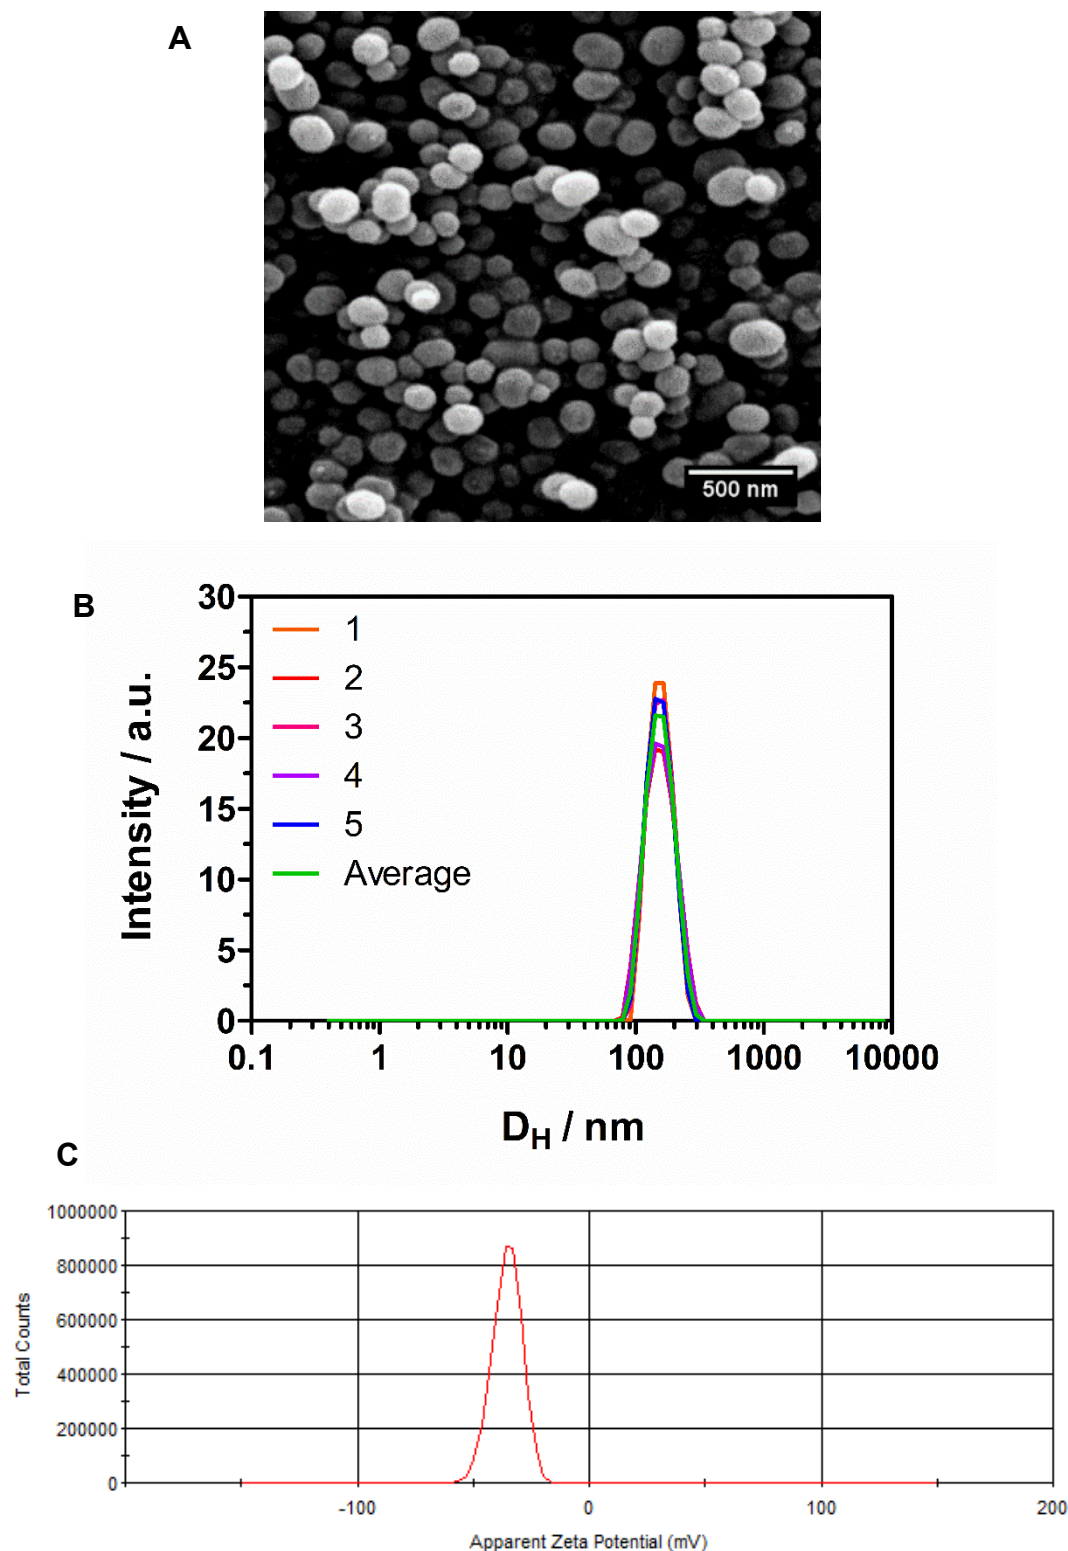 A
500 nm
B
Intensity / a.u.
30
25
20
15
10
5
0
1
2
3
4
5
Average
0.1 1 10 100 1000 10000
D_H / nm
C
Total Counts
1000000
800000
600000
400000
200000
0
-100 0 100 200
Apparent Zeta Potential (mV)